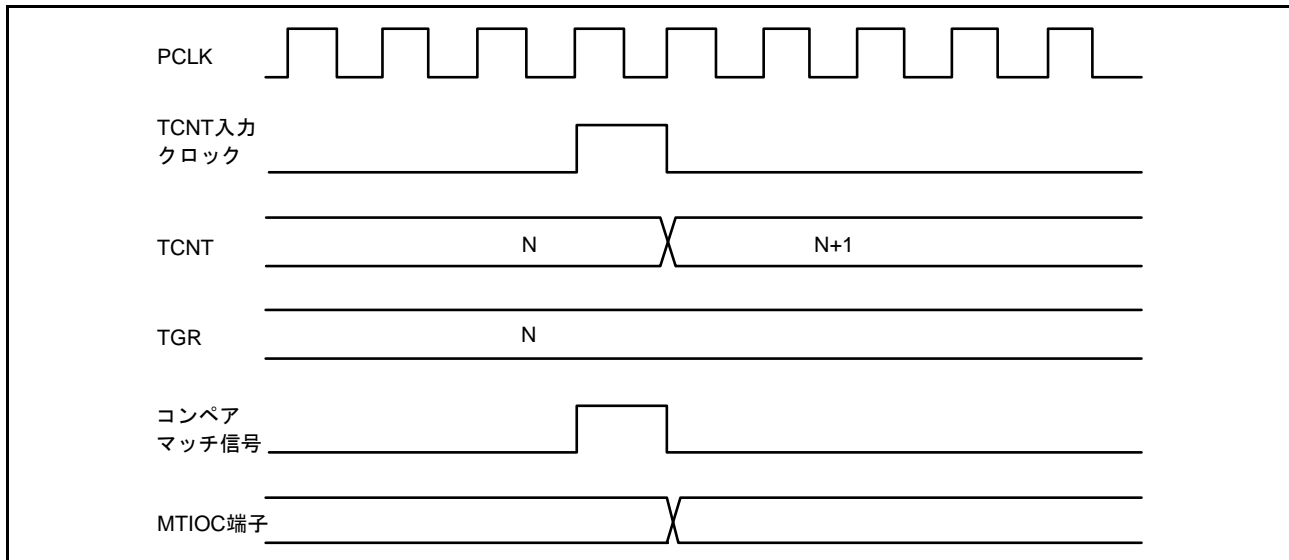 PCLK
TCNT入力
クロック
TCNT
N
N+1
TGR
N
コンペア
マッチ信号
MTIOC端子